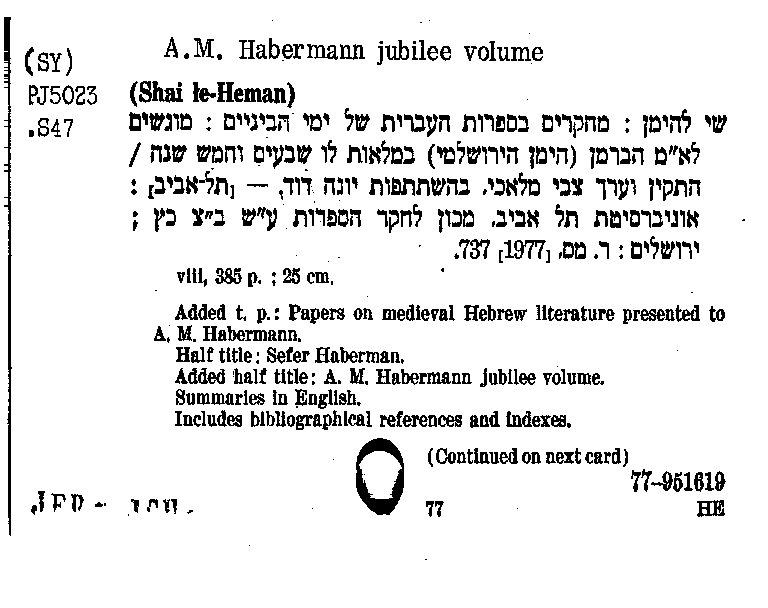 A.M. Habermann jubilee volume
(SY)
PJ5023
.S47
(Shai le-Heman)
שי להימן : מחקרים בספרות העברית של ימי הביניים : מוגשים
לא״מ הברמן (הימן הירושלמי) במלאות לו שבעים וחמש שנה /
התקין וערך צבי מלאכי. בהשתתפות יונה דוד. — [תל-אביב] :
אוניברסיטת תל אביב. מכון לחקר הספרות ע״ש ב״צ כץ ;
ירושלים : ר. מס, [1977] 737.
viii, 385 p. ; 25 cm.
Added t. p.: Papers on medieval Hebrew literature presented to
A. M. Habermann.
Half title: Sefer Haberman.
Added half title: A. M. Habermann jubilee volume.
Summaries in English.
Includes bibliographical references and indexes.
(Continued on next card)
77-951619
77
HE